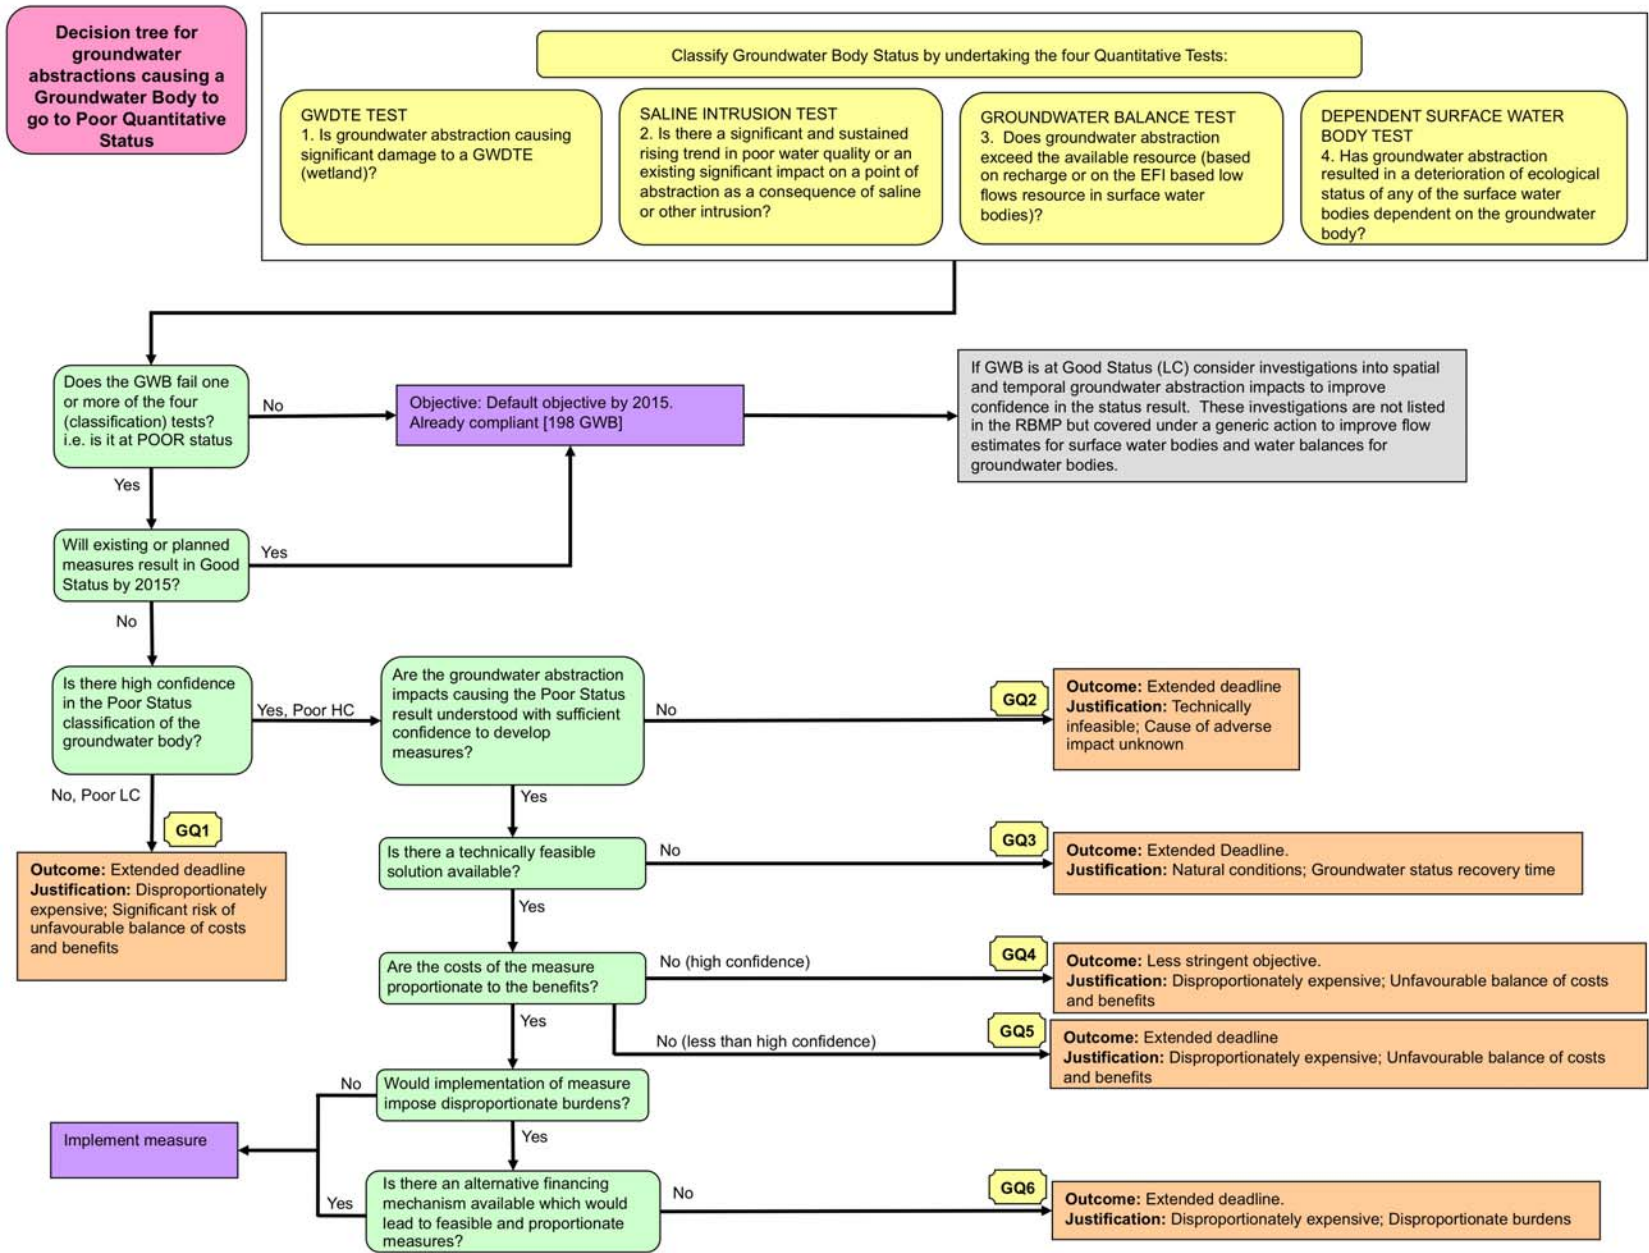 Decision tree for
groundwater
abstractions causing a
Groundwater Body to
go to Poor Quantitative
Status
Classify Groundwater Body Status by undertaking the four Quantitative Tests:
GWDTE TEST
1. Is groundwater abstraction causing
significant damage to a GWDTE
(wetland)?
SALINE INTRUSION TEST
2. Is there a significant and sustained
rising trend in poor water quality or an
existing significant impact on a point of
abstraction as a consequence of saline
or other intrusion?
GROUNDWATER BALANCE TEST
3. Does groundwater abstraction
exceed the available resource (based
on recharge or on the EFI based low
flows resource in surface water
bodies)?
DEPENDENT SURFACE WATER
BODY TEST
4. Has groundwater abstraction
resulted in a deterioration of ecological
status of any of the surface water
bodies dependent on the groundwater
body?
Does the GWB fail one
or more of the four
(classification) tests?
i.e. is it at POOR status
No
Objective: Default objective by 2015.
Already compliant [198 GWB]
If GWB is at Good Status (LC) consider investigations into spatial
and temporal groundwater abstraction impacts to improve
confidence in the status result. These investigations are not listed
in the RBMP but covered under a generic action to improve flow
estimates for surface water bodies and water balances for
groundwater bodies.
Yes
Will existing or planned
measures result in Good
Status by 2015?
Yes
No
Is there high confidence
in the Poor Status
classification of the
groundwater body?
Yes, Poor HC
Are the groundwater abstraction
impacts causing the Poor Status
result understood with sufficient
confidence to develop
measures?
No
GQ2
Outcome: Extended deadline
Justification: Technically
infeasible; Cause of adverse
impact unknown
No, Poor LC
GQ1
Outcome: Extended deadline
Justification: Disproportionately
expensive; Significant risk of
unfavourable balance of costs
and benefits
Yes
Is there a technically feasible
solution available?
No
GQ3
Outcome: Extended Deadline.
Justification: Natural conditions; Groundwater status recovery time
Yes
Are the costs of the measure
proportionate to the benefits?
No (high confidence)
GQ4
Outcome: Less stringent objective.
Justification: Disproportionately expensive; Unfavourable balance of costs
and benefits
Yes
No (less than high confidence)
GQ5
Outcome: Extended deadline
Justification: Disproportionately expensive; Unfavourable balance of costs
and benefits
No
Would implementation of measure
impose disproportionate burdens?
Implement measure
Yes
Yes
Is there an alternative financing
mechanism available which would
lead to feasible and proportionate
measures?
No
GQ6
Outcome: Extended deadline.
Justification: Disproportionately expensive; Disproportionate burdens